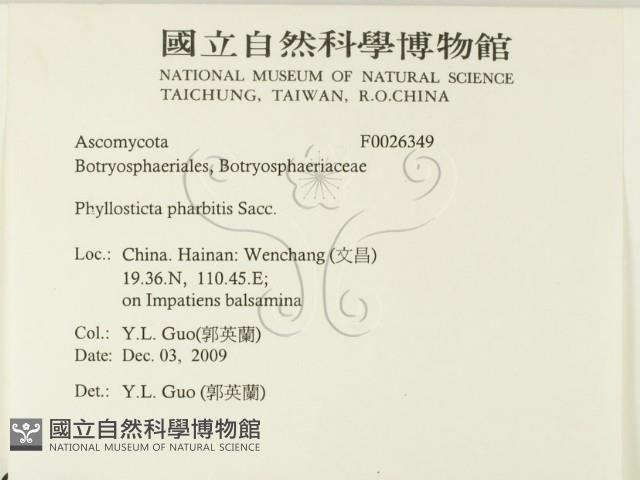 國立自然科學博物館
NATIONAL MUSEUM OF NATURAL SCIENCE
TAICHUNG, TAIWAN, R.O.CHINA
Ascomycota F0026349
Botryosphaeriales, Botryosphaeriaceae
Phyllosticta pharbitis Sacc.
Loc.: China. Hainan: Wenchang (文昌)
19.36.N, 110.45.E;
on Impatiens balsamina
Col.: Y.L. Guo(郭英蘭)
Date: Dec. 03, 2009
Det.: Y.L. Guo (郭英蘭)
國立自然科學博物館
NATIONAL MUSEUM OF NATURAL SCIENCE